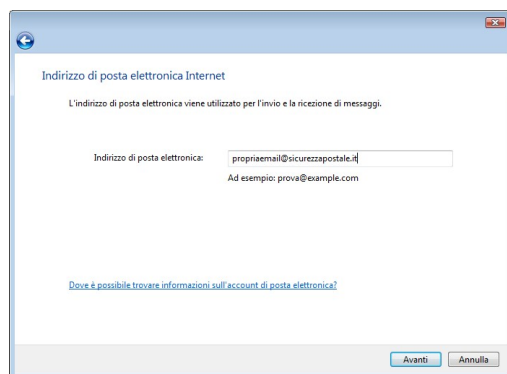 Indirizzo di posta elettronica Internet
L'indirizzo di posta elettronica viene utilizzato per l'invio e la ricezione di messaggi.
Indirizzo di posta elettronica: propriaemail@sicurezzapostale.it
Ad esempio: prova@example.com
Dove è possibile trovare informazioni sull'account di posta elettronica?
Avanti Annulla